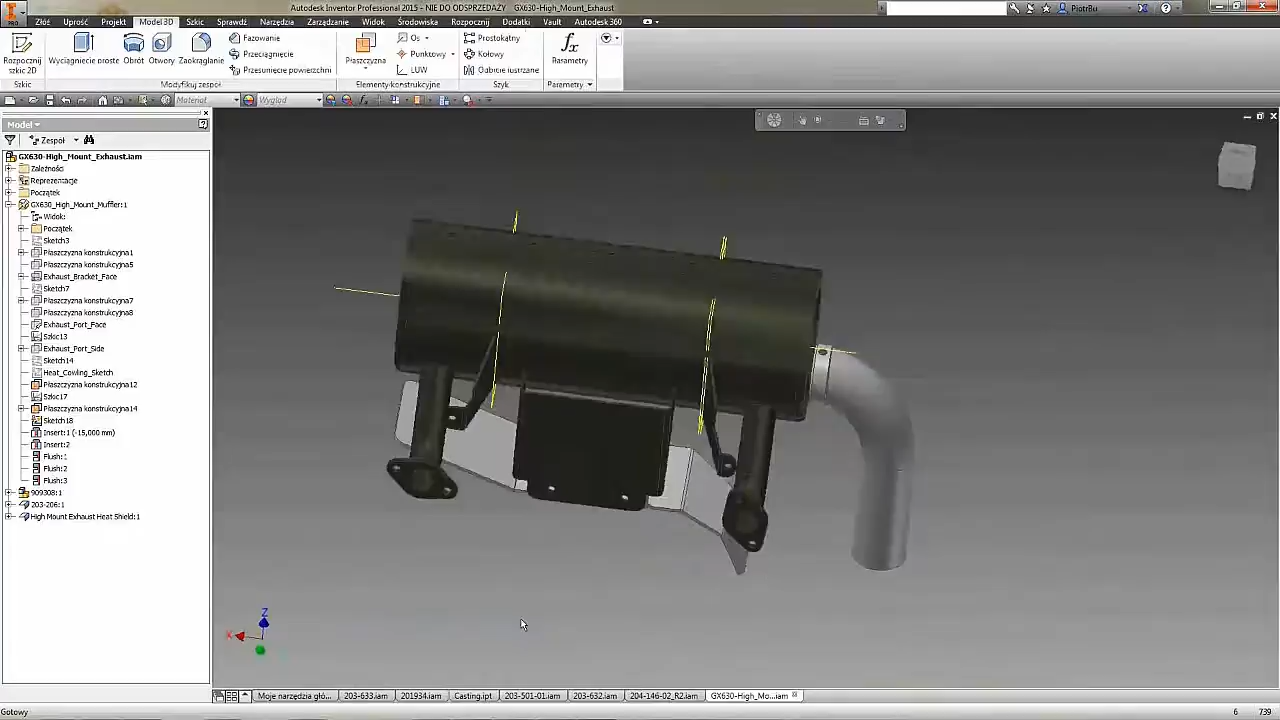 Autodesk Inventor Professional 2015 - NIE DO ODSPRZEDAŻY GX630-High_Mount_Exhaust
PiotrBu
PRO
Złóż Uprość Projekt Model 3D Szkic Sprawdź Narzędzia Zarządzanie Widok Środowiska Rozpocznij Dodatki Vault Autodesk 360
Rozpocznij
szkic 2D
Wyciągnięcie proste
Obrót
Otwory
Zaokrąglanie
Fazowanie
Przeciągnięcie
Przesunięcie powierzchni
Płaszczyzna
Oś
Punktowy
LUW
Prostokątny
Kołowy
Odbicie lustrzane
fx
Parametry
Szkic
Modyfikuj zespół
Elementy konstrukcyjne
Szyk
Parametry
Materiał
Wygląd
Model
Zespół
GX630-High_Mount_Exhaust.iam
Zależności
Reprezentacje
Początek
GX630_High_Mount_Muffler:1
Widok:
Początek
Sketch3
Płaszczyzna konstrukcyjna1
Płaszczyzna konstrukcyjna5
Exhaust_Bracket_Face
Sketch7
Płaszczyzna konstrukcyjna7
Płaszczyzna konstrukcyjna8
Exhaust_Port_Face
Szkic13
Exhaust_Port_Side
Sketch14
Heat_Cowling_Sketch
Płaszczyzna konstrukcyjna12
Szkic17
Płaszczyzna konstrukcyjna14
Sketch18
Insert:1 (-15,000 mm)
Insert:2
Flush:1
Flush:2
Flush:3
909308:1
203-206:1
High Mount Exhaust Heat Shield:1
Z
X
Moje narzędzia głó... 203-633.iam 201934.iam Casting.ipt 203-501-01.iam 203-632.iam 204-146-02_R2.iam GX630-High_Mo...iam
Gotowy
6 739